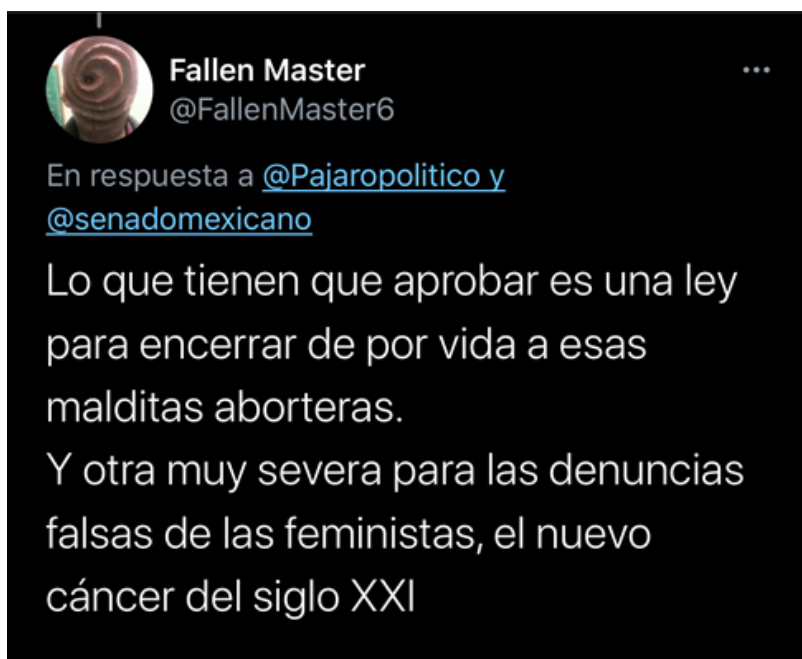 Fallen Master
@FallenMaster6
En respuesta a @Pajaropolitico y
@senadomexicano
Lo que tienen que aprobar es una ley
para encerrar de por vida a esas
malditas aborteras.
Y otra muy severa para las denuncias
falsas de las feministas, el nuevo
cáncer del siglo XXI